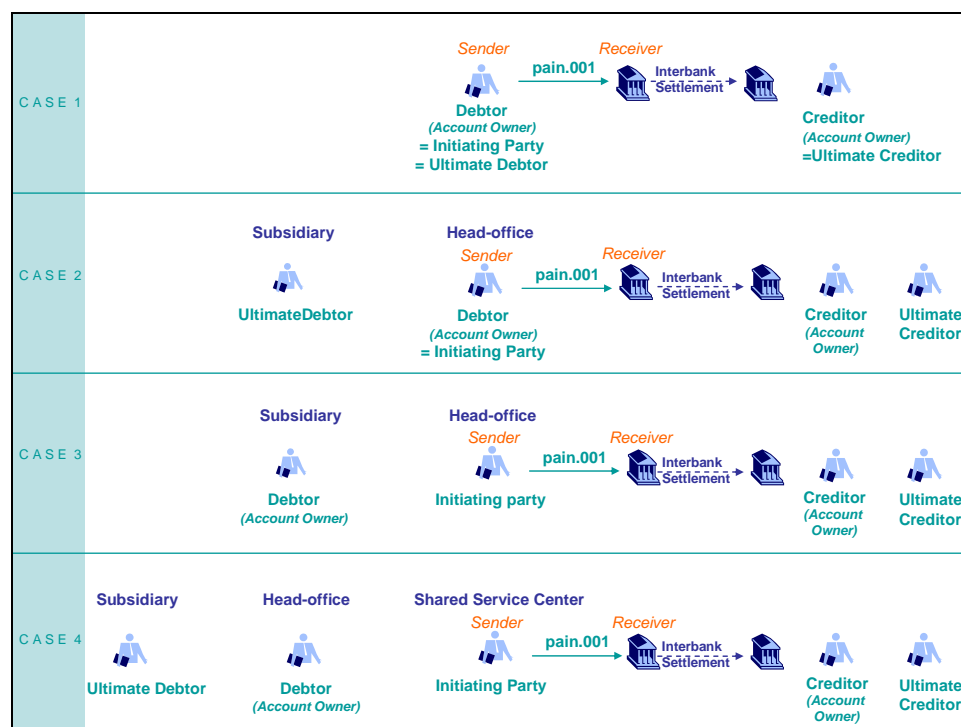 CASE 1
Sender
Receiver
pain.001
Interbank
Settlement
Debtor
(Account Owner)
= Initiating Party
= Ultimate Debtor
Creditor
(Account Owner)
=Ultimate Creditor
CASE 2
Subsidiary
Head-office
Sender
Receiver
pain.001
Interbank
Settlement
UltimateDebtor
Debtor
(Account Owner)
= Initiating Party
Creditor
(Account
Owner)
Ultimate
Creditor
CASE 3
Subsidiary
Head-office
Sender
Receiver
pain.001
Interbank
Settlement
Debtor
(Account Owner)
Initiating party
Creditor
(Account
Owner)
Ultimate
Creditor
CASE 4
Subsidiary
Head-office
Shared Service Center
Sender
Receiver
pain.001
Interbank
Settlement
Ultimate Debtor
Debtor
(Account Owner)
Initiating Party
Creditor
(Account
Owner)
Ultimate
Creditor